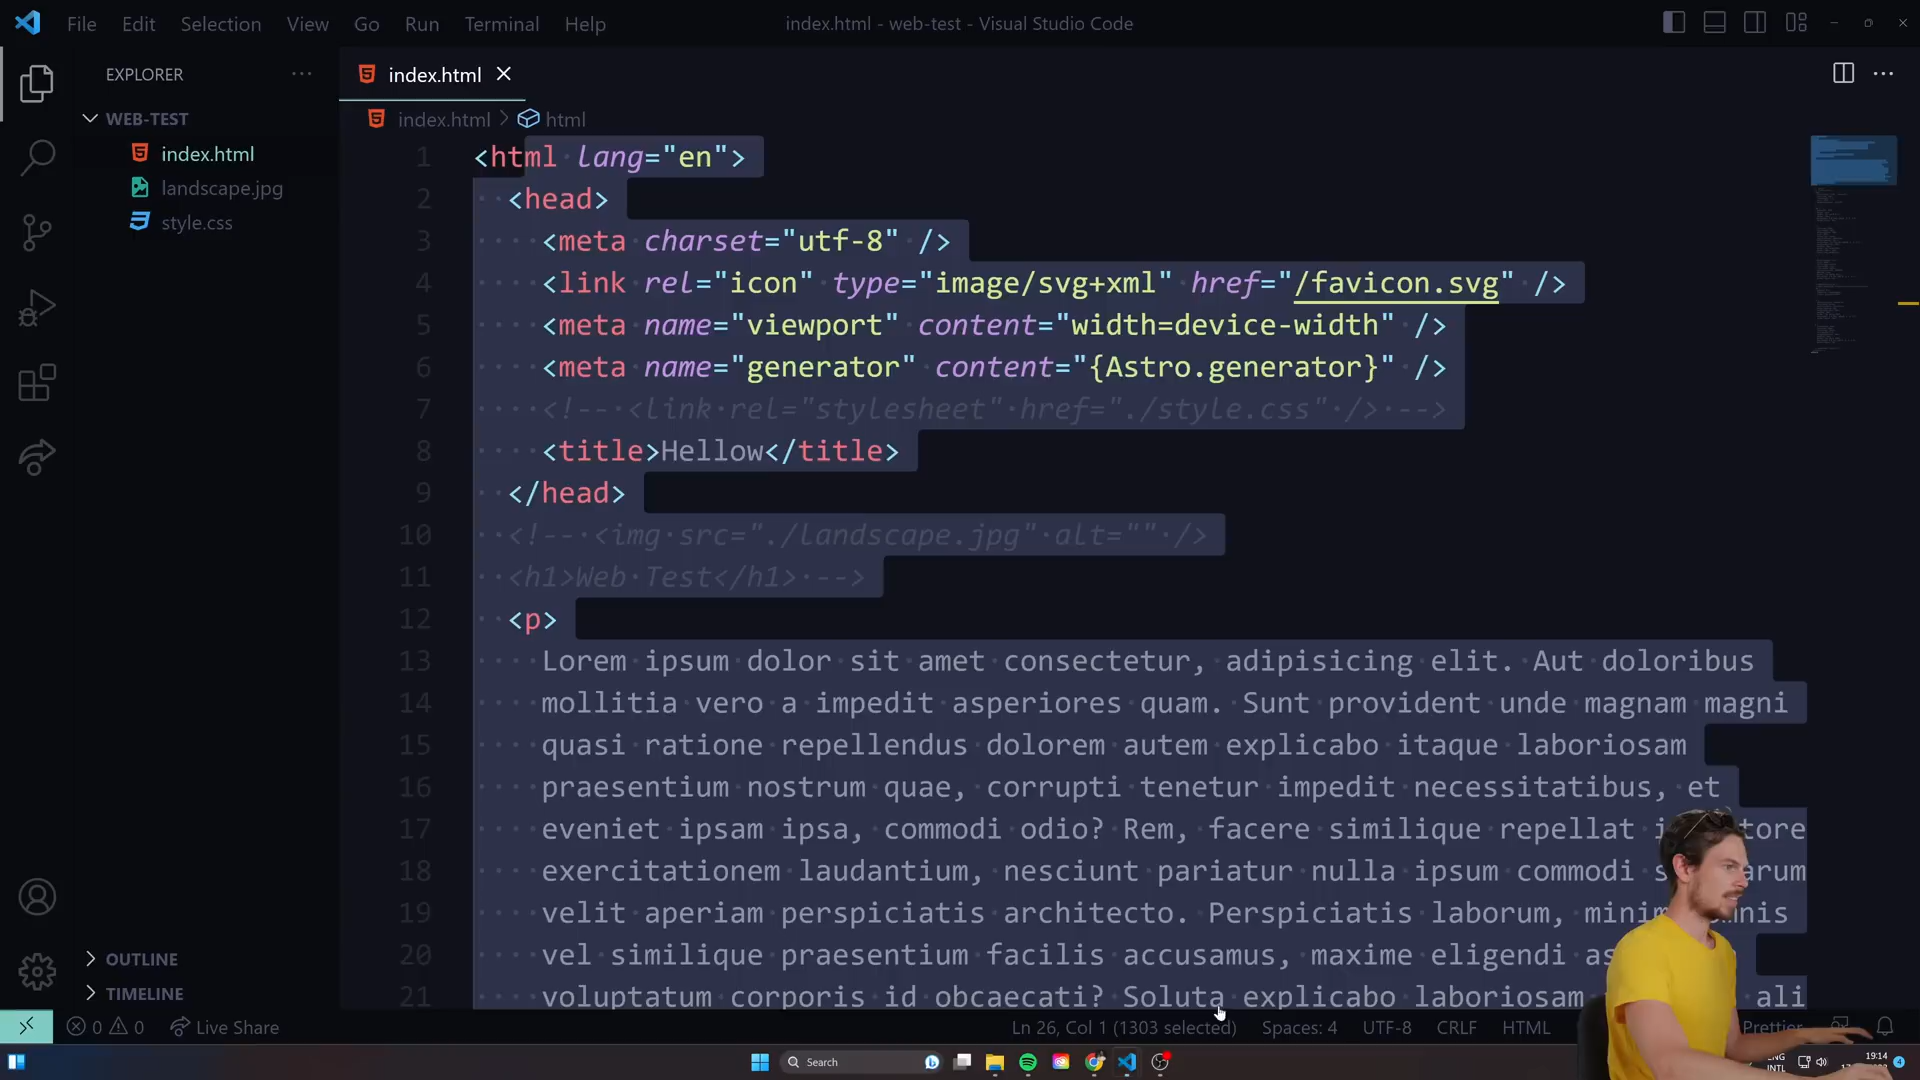 File Edit Selection View Go Run Terminal Help
index.html - web-test - Visual Studio Code
EXPLORER
WEB-TEST
index.html
landscape.jpg
style.css
OUTLINE
TIMELINE
index.html
index.html > html
1 <html lang="en">
2 <head>
3 <meta charset="utf-8" />
4 <link rel="icon" type="image/svg+xml" href="/favicon.svg" />
5 <meta name="viewport" content="width=device-width" />
6 <meta name="generator" content="{Astro.generator}" />
7 <!-- <link rel="stylesheet" href="./style.css" /> -->
8 <title>Hellow</title>
9 </head>
10 <!-- <img src="./landscape.jpg" alt="" />
11 <h1>Web Test</h1> -->
12 <p>
13 Lorem ipsum dolor sit amet consectetur, adipisicing elit. Aut doloribus
14 mollitia vero a impedit asperiores quam. Sunt provident unde magnam magni
15 quasi ratione repellendus dolorem autem explicabo itaque laboriosam
16 praesentium nostrum quae, corrupti tenetur impedit necessitatibus, et
17 eveniet ipsam ipsa, commodi odio? Rem, facere similique repellat
18 exercitationem laudantium, nesciunt pariatur nulla ipsum commodi
19 velit aperiam perspiciatis architecto. Perspiciatis laborum,
20 vel similique praesentium facilis accusamus, maxime eligendi
21 voluptatum corporis id obcaecati? Soluta explicabo laboriosam
0 0 Live Share
Ln 26, Col 1 (1303 selected) Spaces: 4 UTF-8 CRLF HTML Prettier
Search
ENG 19:14
INTL
4